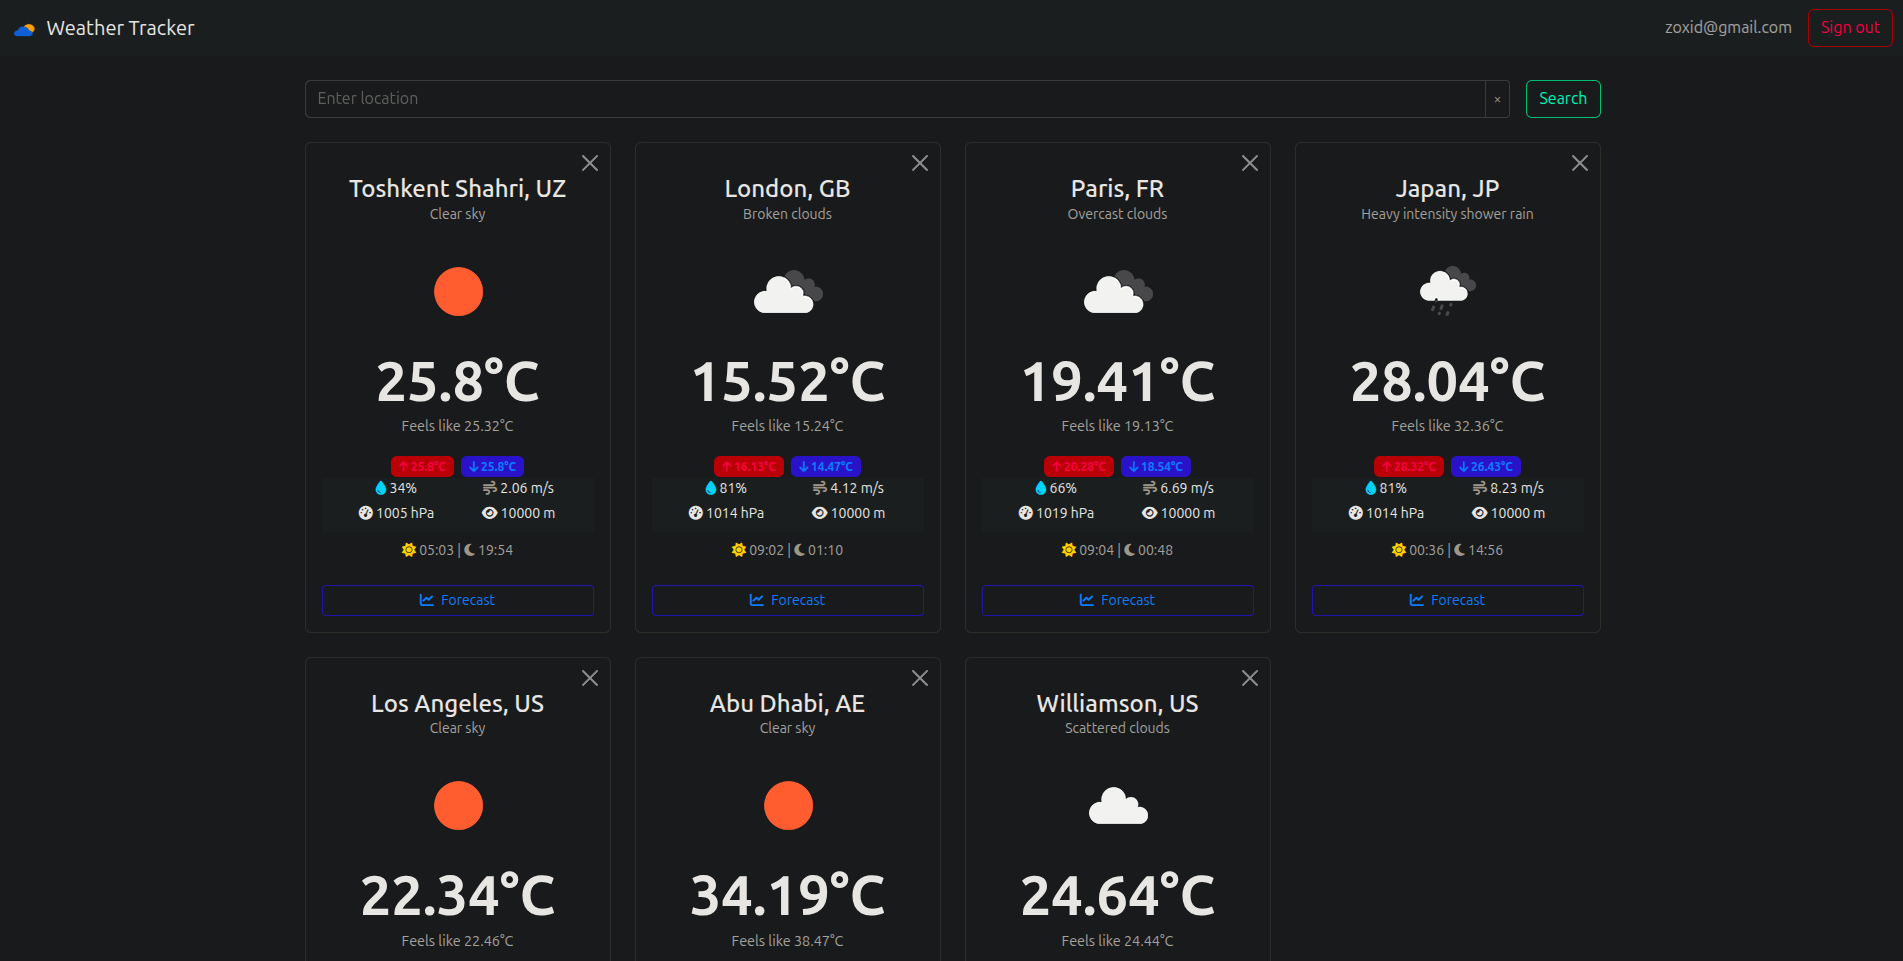 Weather Tracker
zoxid@gmail.com
Sign out
Enter location
×
Search
Toshkent Shahri, UZ
Clear sky
25.8°C
Feels like 25.32°C
↑25.8°C ↓25.8°C
34% 2.06 m/s
1005 hPa 10000 m
05:03 | 19:54
Forecast
London, GB
Broken clouds
15.52°C
Feels like 15.24°C
↑16.13°C ↓14.47°C
81% 4.12 m/s
1014 hPa 10000 m
09:02 | 01:10
Forecast
Paris, FR
Overcast clouds
19.41°C
Feels like 19.13°C
↑20.28°C ↓18.54°C
66% 6.69 m/s
1019 hPa 10000 m
09:04 | 00:48
Forecast
Japan, JP
Heavy intensity shower rain
28.04°C
Feels like 32.36°C
↑28.32°C ↓26.43°C
81% 8.23 m/s
1014 hPa 10000 m
00:36 | 14:56
Forecast
Los Angeles, US
Clear sky
22.34°C
Feels like 22.46°C
Abu Dhabi, AE
Clear sky
34.19°C
Feels like 38.47°C
Williamson, US
Scattered clouds
24.64°C
Feels like 24.44°C